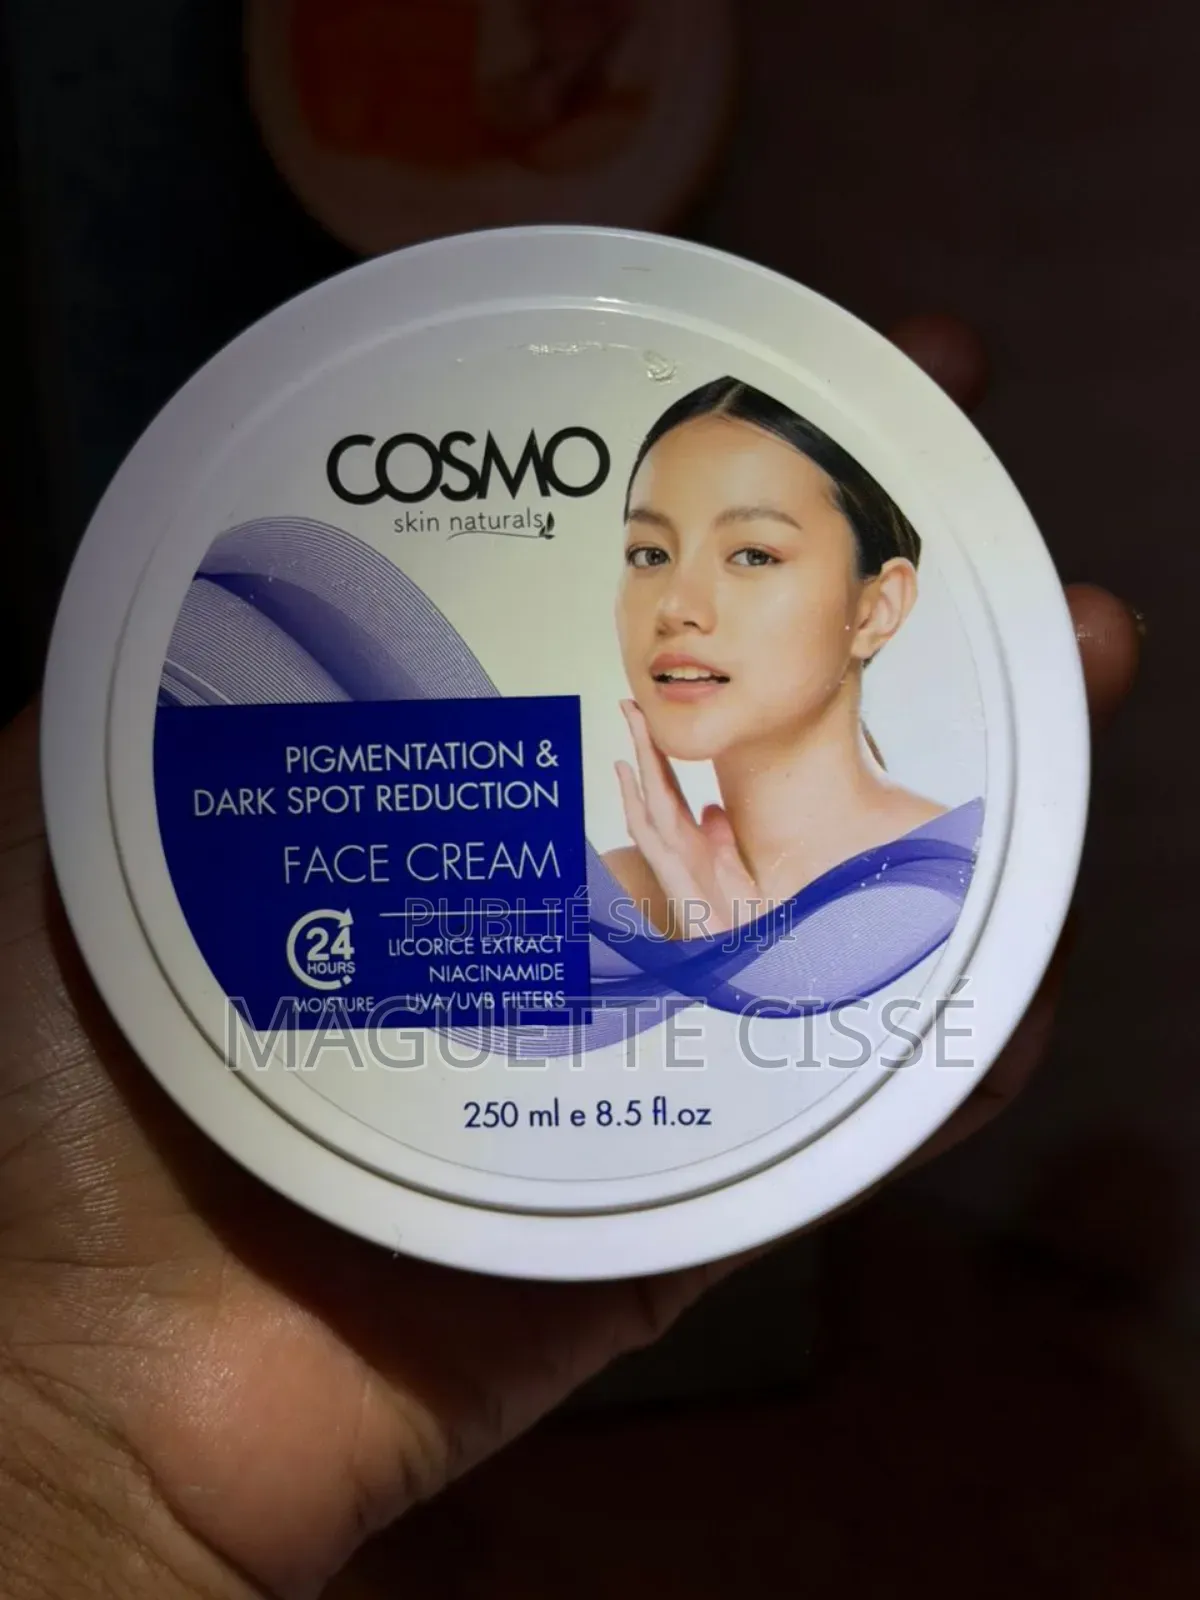 COSMO
skin naturals
PIGMENTATION &
DARK SPOT REDUCTION
FACE CREAM
24
HOURS
MOISTURE
LICORICE EXTRACT
NIACINAMIDE
UVA/UVB FILTERS
PUBLIÉ SUR JIJI
MAGUETTE CISSÉ
250 ml e 8.5 fl.oz